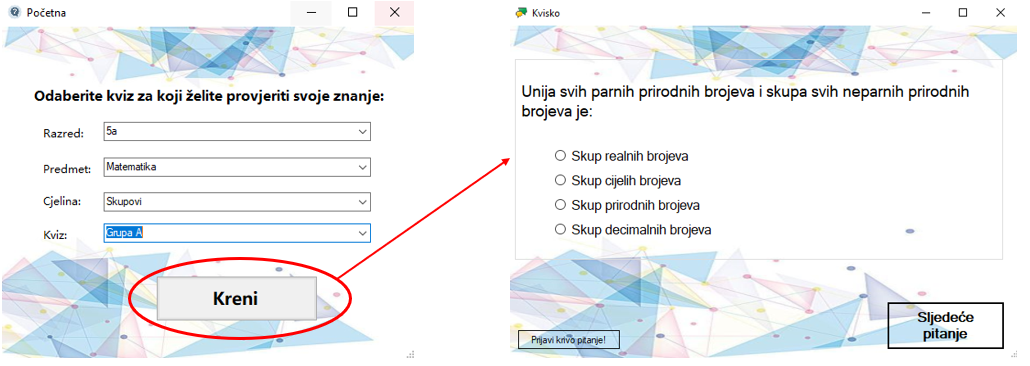 Početna
Odaberite kviz za koji želite provjeriti svoje znanje:
Razred: 5a
Predmet: Matematika
Cjelina: Skupovi
Kviz: Grupa A
Kreni
Kvisko
Unija svih parnih prirodnih brojeva i skupa svih neparnih prirodnih
brojeva je:
Skup realnih brojeva
Skup cijelih brojeva
Skup prirodnih brojeva
Skup decimalnih brojeva
Prijavi krivo pitanje!
Sljedeće
pitanje